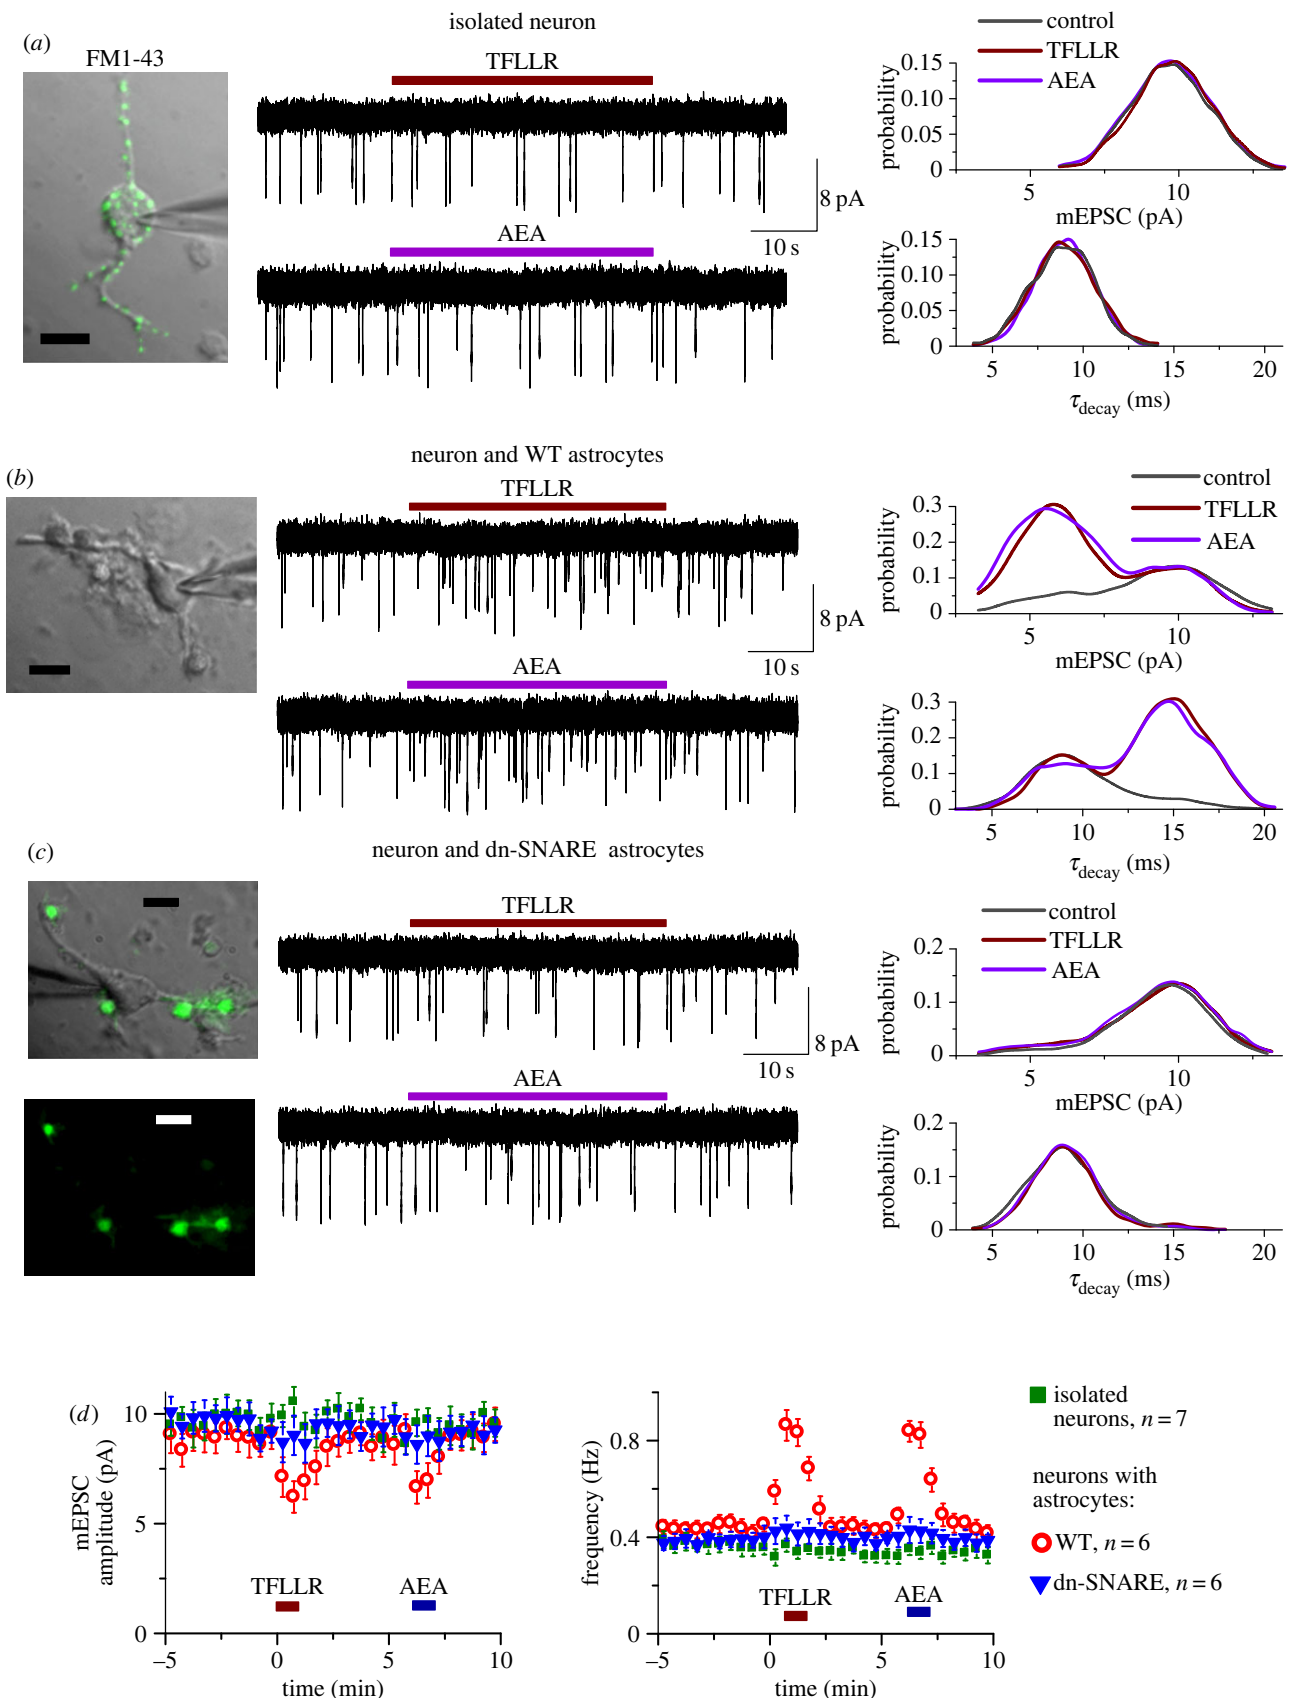 (a)
isolated neuron
FM1-43
TFLLR
8 pA
10 s
AEA
control
TFLLR
AEA
probability
0.15
0.10
0.05
0
5 10
mEPSC (pA)
probability
0.15
0.10
0.05
0
5 10 15 20
τdecay (ms)
(b)
neuron and WT astrocytes
TFLLR
8 pA
10 s
AEA
control
TFLLR
AEA
probability
0.3
0.2
0.1
0
5 10
mEPSC (pA)
probability
0.3
0.2
0.1
0
5 10 15 20
τdecay (ms)
(c)
neuron and dn-SNARE astrocytes
TFLLR
8 pA
10 s
AEA
control
TFLLR
AEA
probability
0.2
0.1
0
5 10
mEPSC (pA)
probability
0.2
0.1
0
5 10 15 20
τdecay (ms)
(d)
mEPSC
amplitude (pA)
10
5
0
TFLLR AEA
–5 0 5 10
time (min)
frequency (Hz)
0.8
0.4
0
TFLLR AEA
–5 0 5 10
time (min)
isolated
neurons, n = 7
neurons with
astrocytes:
WT, n = 6
dn-SNARE, n = 6